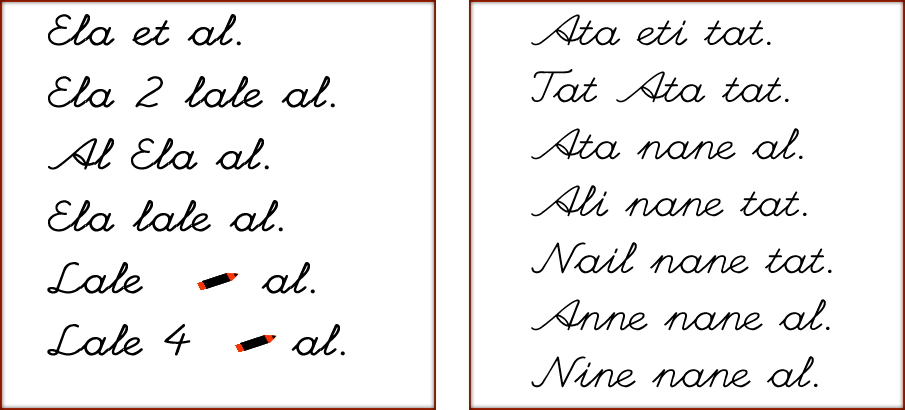 Ela et al.
Ela 2 lale al.
Al Ela al.
Ela lale al.
Lale al.
Lale 4 al.
Ata eti tat.
Tat Ata tat.
Ata nane al.
Ali nane tat.
Nail nane tat.
Anne nane al.
Nine nane al.